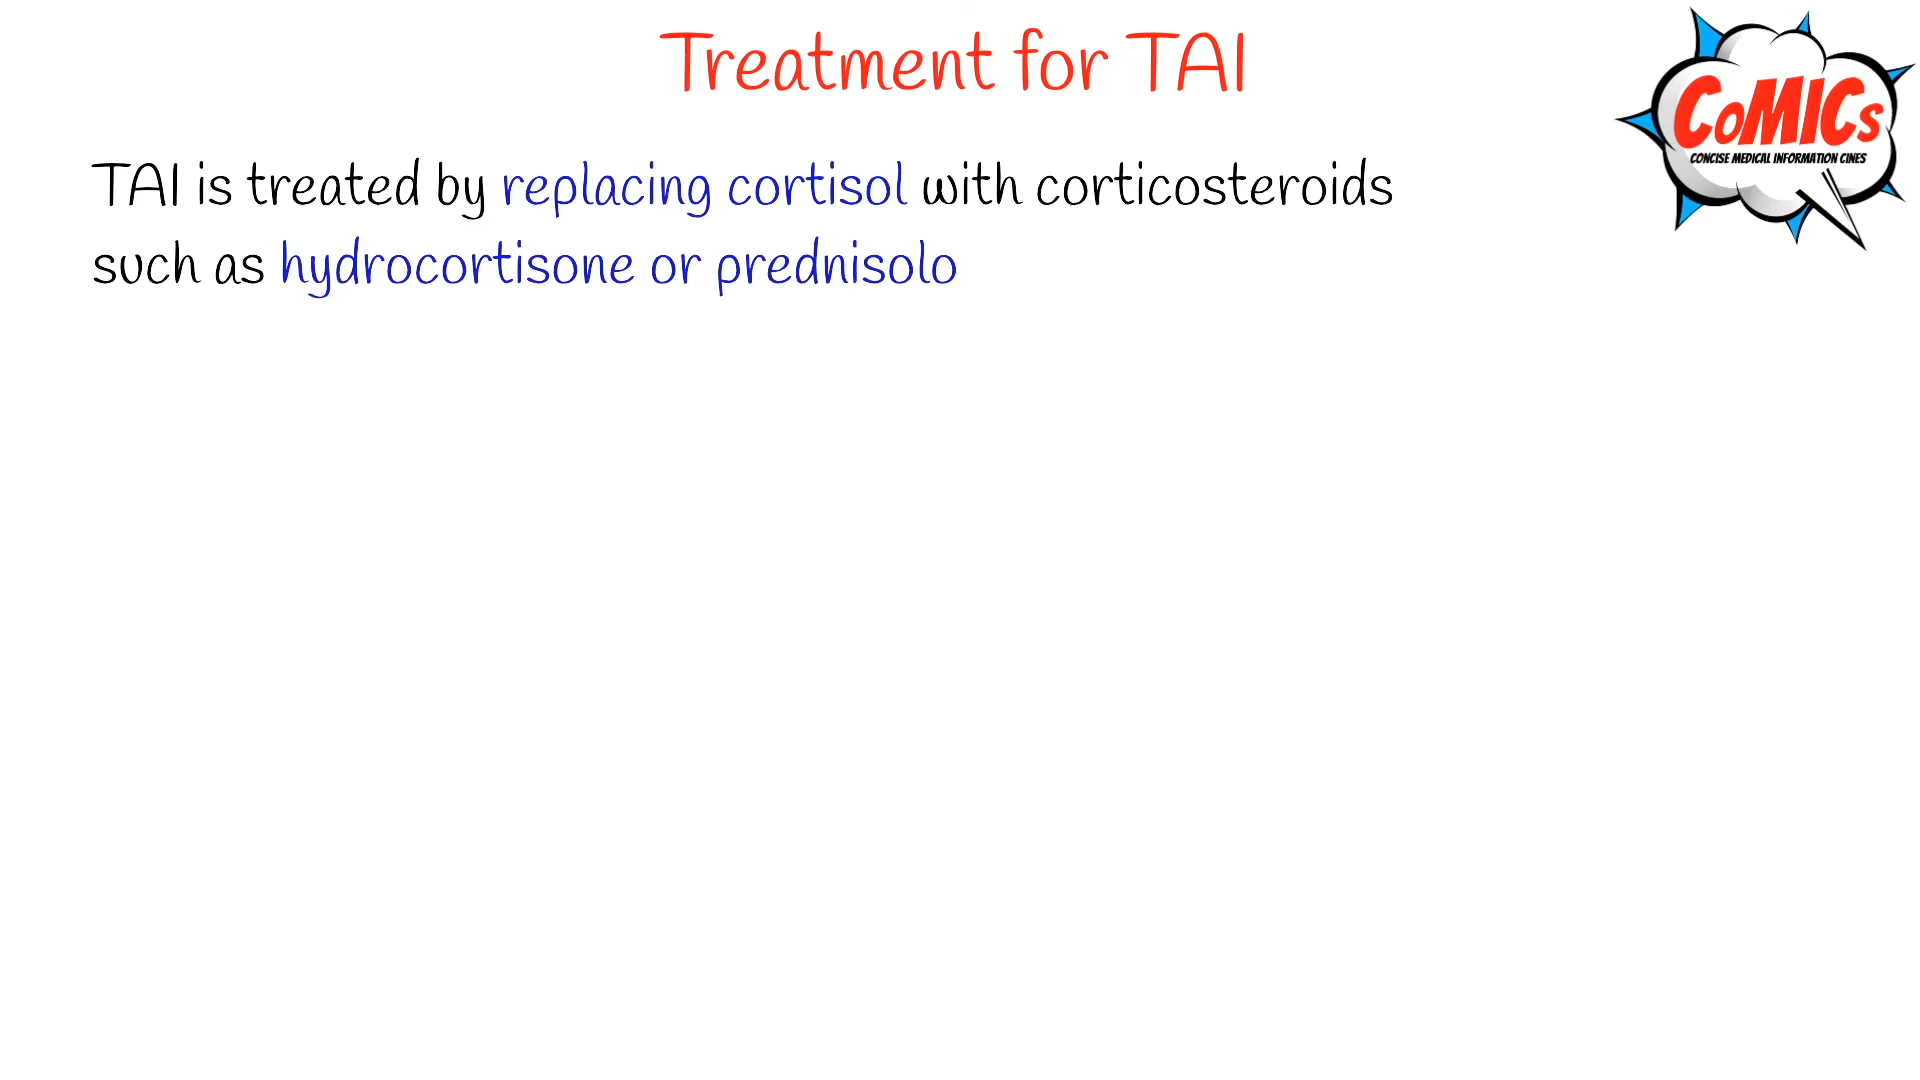 Treatment for TAI
CoMICs
CONCISE MEDICAL INFORMATION CINES
TAI is treated by replacing cortisol with corticosteroids
such as hydrocortisone or prednisolo